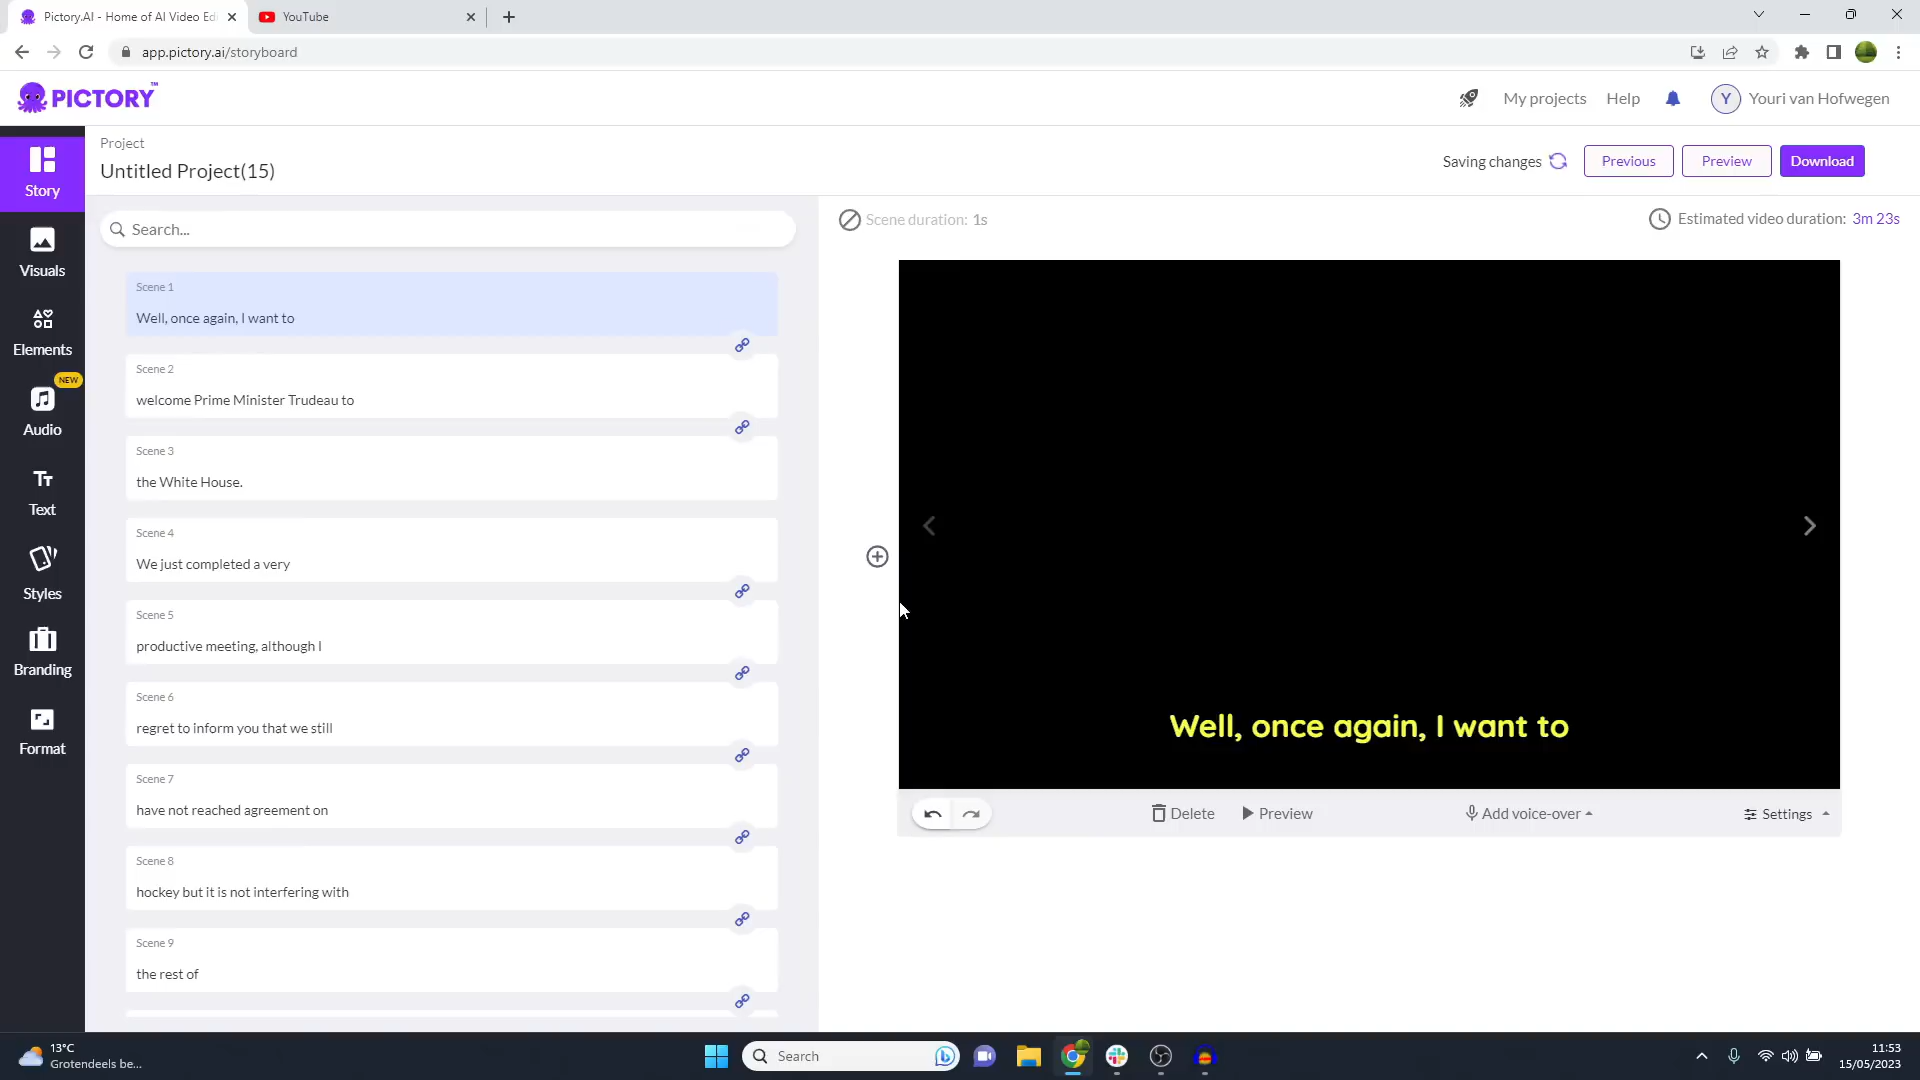 Pictory.AI - Home of AI Video Edi
YouTube
app.pictory.ai/storyboard
PICTORY™
My projects
Help
Y
Youri van Hofwegen
Project
Untitled Project(15)
Saving changes
Previous
Preview
Download
Story
Visuals
Elements
NEW
Audio
Text
Styles
Branding
Format
Search...
Scene duration: 1s
Estimated video duration: 3m 23s
Scene 1
Well, once again, I want to
Scene 2
welcome Prime Minister Trudeau to
Scene 3
the White House.
Scene 4
We just completed a very
Scene 5
productive meeting, although I
Scene 6
regret to inform you that we still
Scene 7
have not reached agreement on
Scene 8
hockey but it is not interfering with
Scene 9
the rest of
Well, once again, I want to
Delete
Preview
Add voice-over
Settings
13°C
Grotendeels be...
Search
11:53
15/05/2023